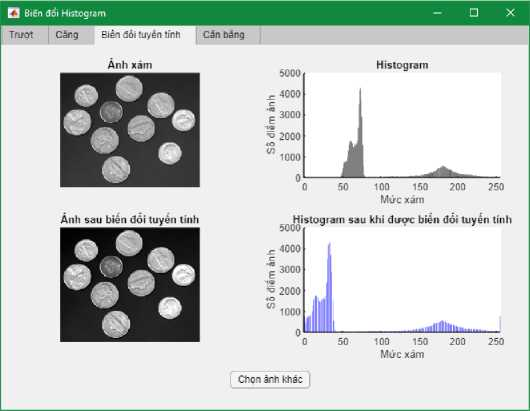 Biến đổi Histogram
Trượt Căng Biến đổi tuyến tính Cân bằng
Ảnh xám
Histogram
5000
4000
3000
2000
1000
0
Số điểm ảnh
0 50 100 150 200 250
Mức xám
Ảnh sau biến đổi tuyến tính
Histogram sau khi được biến đổi tuyến tính
5000
4000
3000
2000
1000
0
Số điểm ảnh
0 50 100 150 200 250
Mức xám
Chọn ảnh khác